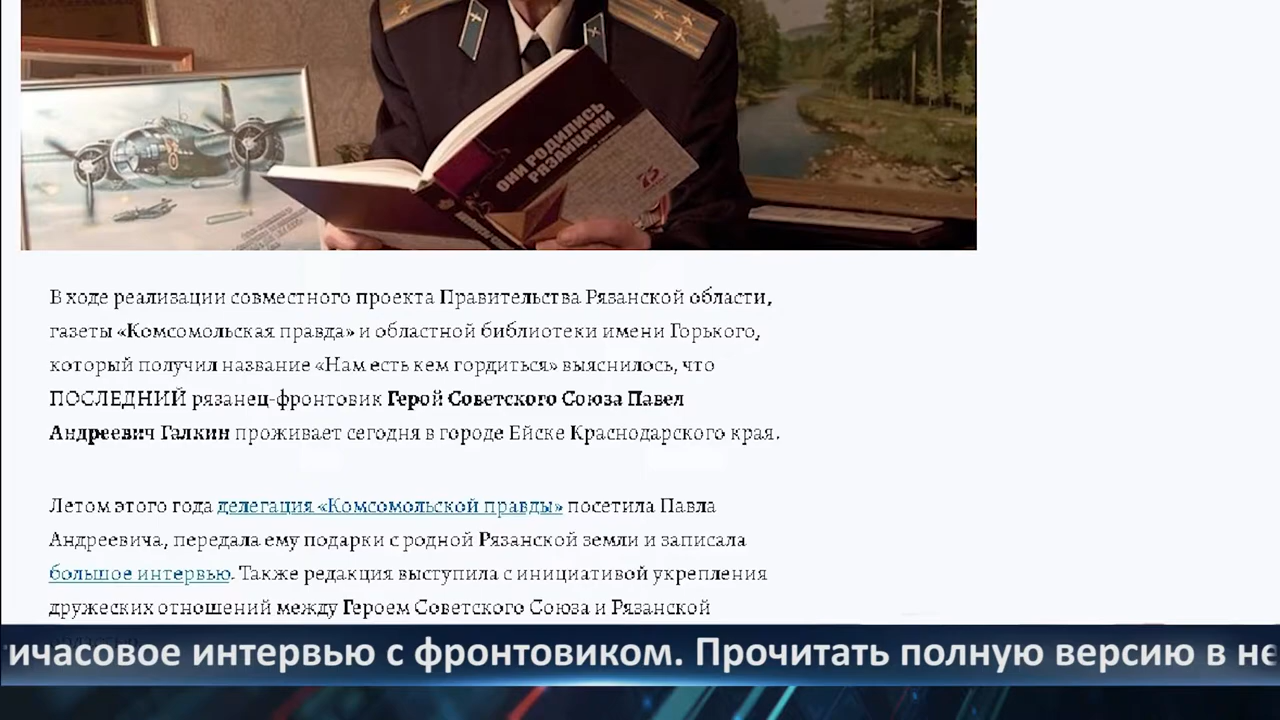 ОНИ РОДИЛИСЬ
РЯЗАНЦАМИ
75
В ходе реализации совместного проекта Правительства Рязанской области,
газеты «Комсомольская правда» и областной библиотеки имени Горького,
который получил название «Нам есть кем гордиться» выяснилось, что
ПОСЛЕДНИЙ рязанец-фронтовик Герой Советского Союза Павел
Андреевич Галкин проживает сегодня в городе Ейске Краснодарского края.
Летом этого года делегация «Комсомольской правды» посетила Павла
Андреевича, передала ему подарки с родной Рязанской земли и записала
большое интервью. Также редакция выступила с инициативой укрепления
дружеских отношений между Героем Советского Союза и Рязанской
ичасовое интервью с фронтовиком. Прочитать полную версию в не